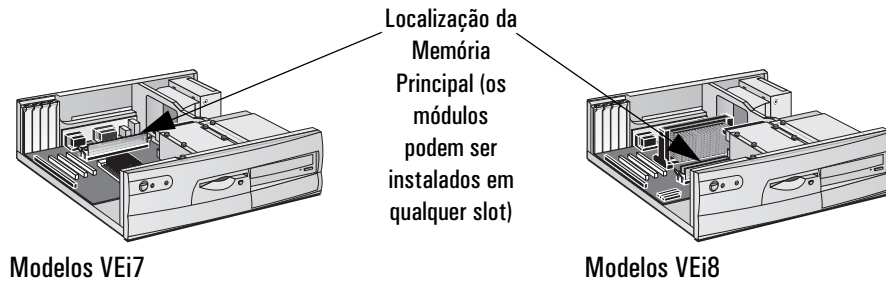 Localização da
Memória
Principal (os
módulos
podem ser
instalados em
qualquer slot)
Modelos VEi7
Modelos VEi8